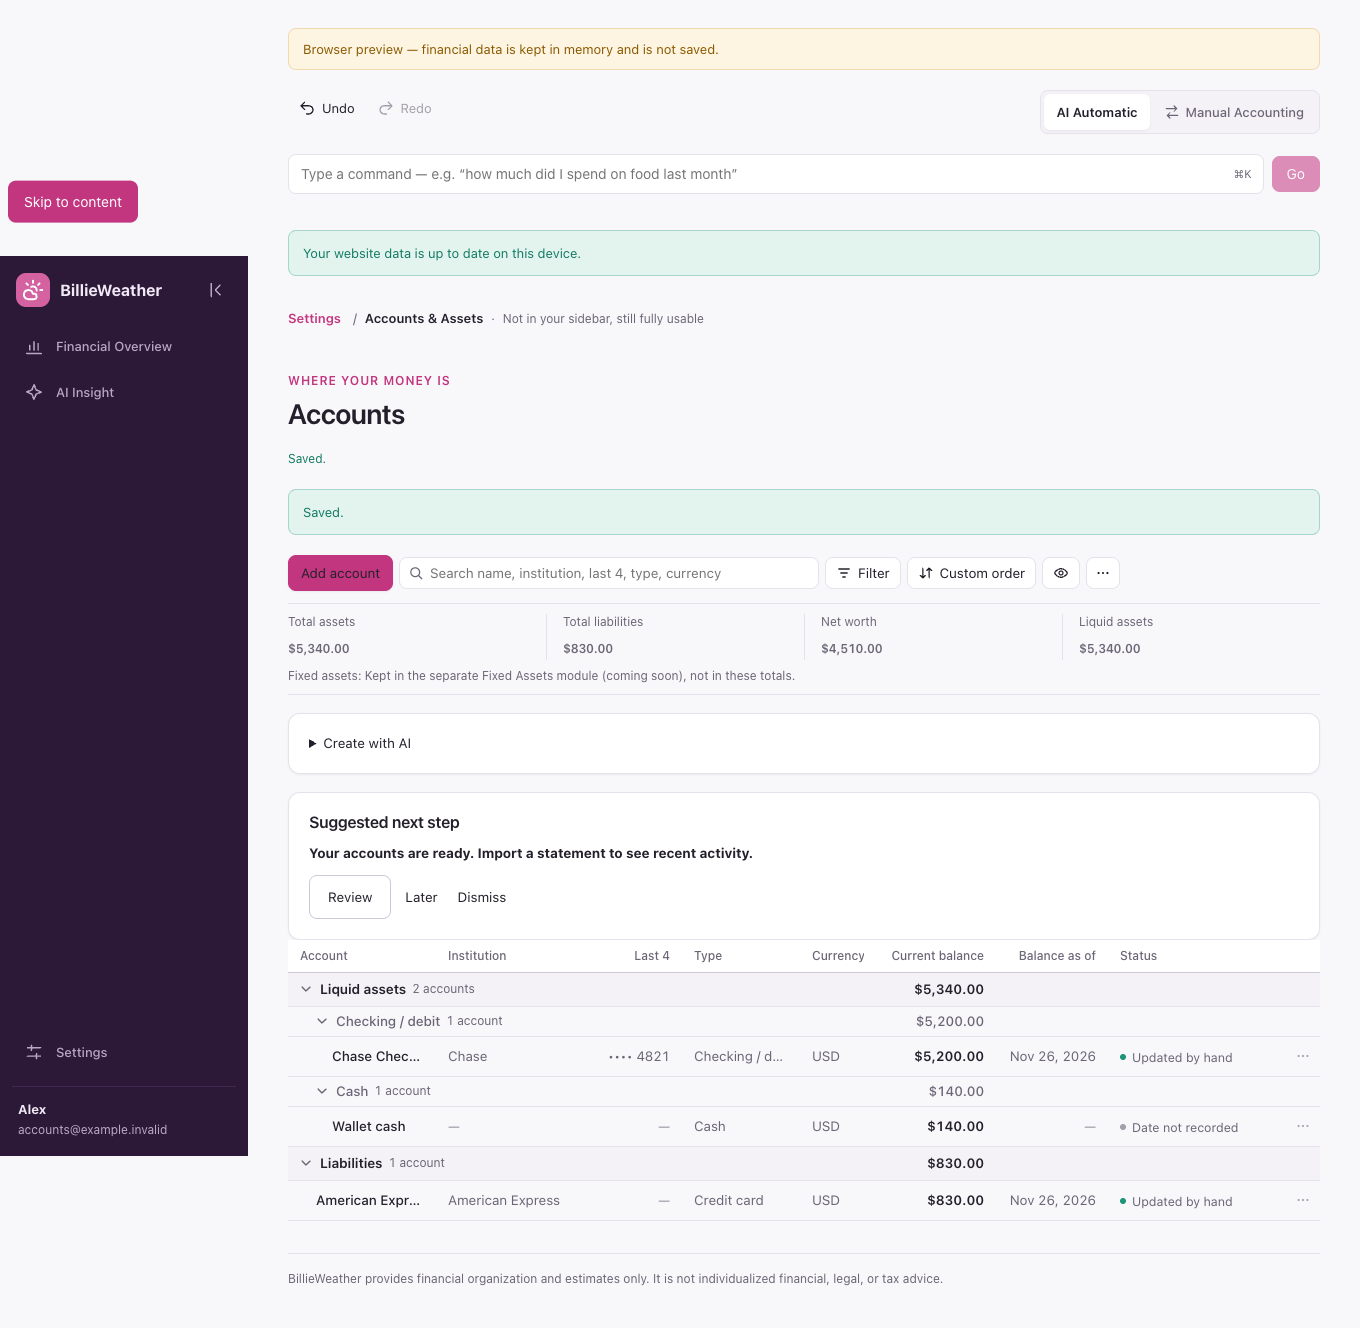 Browser preview — financial data is kept in memory and is not saved.
Undo Redo
AI Automatic Manual Accounting
Type a command — e.g. “how much did I spend on food last month” ⌘K Go
Skip to content
Your website data is up to date on this device.
BillieWeather
Financial Overview
AI Insight
Settings
Alex
accounts@example.invalid
Settings / Accounts & Assets · Not in your sidebar, still fully usable
WHERE YOUR MONEY IS
Accounts
Saved.
Saved.
Add account Search name, institution, last 4, type, currency Filter Custom order ···
Total assets Total liabilities Net worth Liquid assets
$5,340.00 $830.00 $4,510.00 $5,340.00
Fixed assets: Kept in the separate Fixed Assets module (coming soon), not in these totals.
Create with AI
Suggested next step
Your accounts are ready. Import a statement to see recent activity.
Review Later Dismiss
Account Institution Last 4 Type Currency Current balance Balance as of Status
Liquid assets 2 accounts $5,340.00
Checking / debit 1 account $5,200.00
Chase Chec... Chase •••• 4821 Checking / d... USD $5,200.00 Nov 26, 2026 Updated by hand ···
Cash 1 account $140.00
Wallet cash — — Cash USD $140.00 — Date not recorded ···
Liabilities 1 account $830.00
American Expr... American Express — Credit card USD $830.00 Nov 26, 2026 Updated by hand ···
BillieWeather provides financial organization and estimates only. It is not individualized financial, legal, or tax advice.